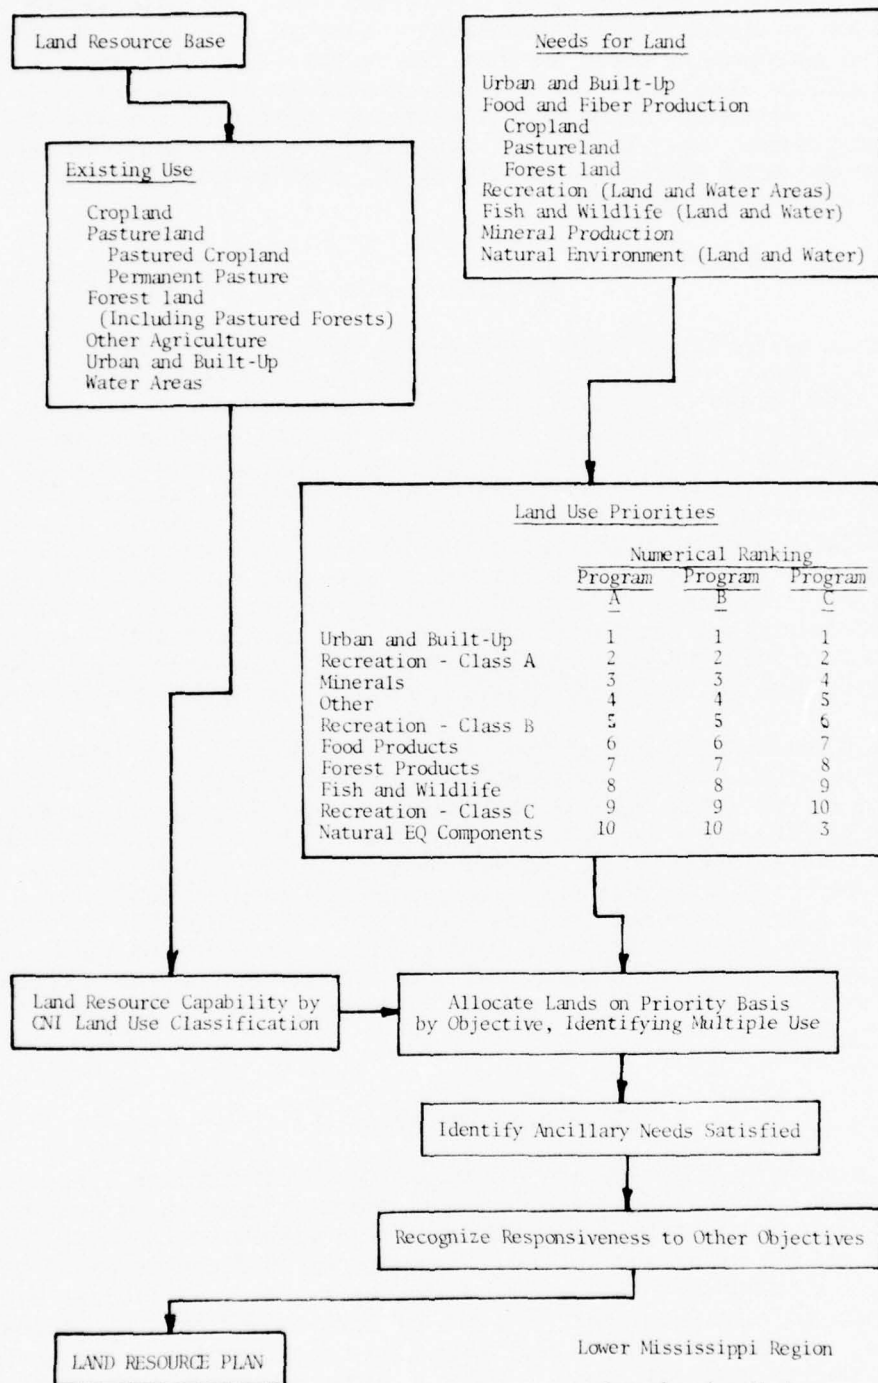 Land Resource Base
Existing Use
Cropland
Pastureland
Pastured Cropland
Permanent Pasture
Forest land
(Including Pastured Forests)
Other Agriculture
Urban and Built-Up
Water Areas
Needs for Land
Urban and Built-Up
Food and Fiber Production
Cropland
Pastureland
Forest land
Recreation (Land and Water Areas)
Fish and Wildlife (Land and Water)
Mineral Production
Natural Environment (Land and Water)
Land Use Priorities
Numerical Ranking
Program Program Program
A B C
Urban and Built-Up 1 1 1
Recreation - Class A 2 2 2
Minerals 3 3 4
Other 4 4 5
Recreation - Class B 5 5 6
Food Products 6 6 7
Forest Products 7 7 8
Fish and Wildlife 8 8 9
Recreation - Class C 9 9 10
Natural EQ Components 10 10 3
Land Resource Capability by
CNI Land Use Classification
Allocate Lands on Priority Basis
by Objective, Identifying Multiple Use
Identify Ancillary Needs Satisfied
Recognize Responsiveness to Other Objectives
LAND RESOURCE PLAN
Lower Mississippi Region